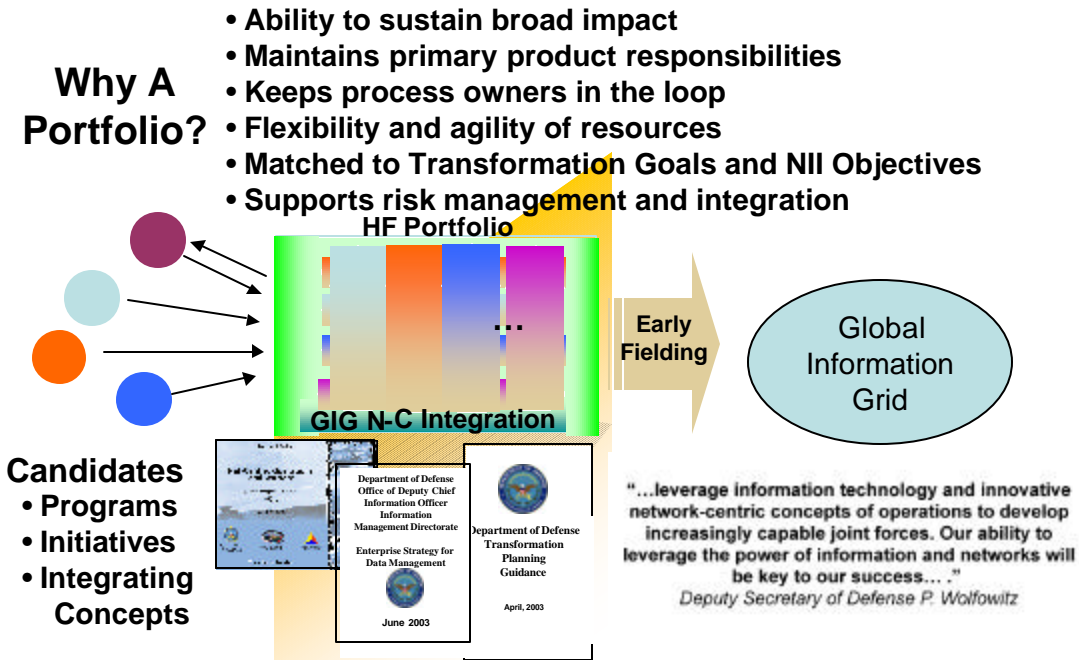 Why A
Portfolio?
• Ability to sustain broad impact
• Maintains primary product responsibilities
• Keeps process owners in the loop
• Flexibility and agility of resources
• Matched to Transformation Goals and NII Objectives
• Supports risk management and integration
HF Portfolio
...
GIG N-C Integration
Early
Fielding
Global
Information
Grid
Candidates
• Programs
• Initiatives
• Integrating
Concepts
Department of Defense
Office of Deputy Chief
Information Officer
Information
Management Directorate
Enterprise Strategy for
Data Management
June 2003
Department of Defense
Transformation
Planning
Guidance
April, 2003
“...leverage information technology and innovative
network-centric concepts of operations to develop
increasingly capable joint forces. Our ability to
leverage the power of information and networks will
be key to our success... .”
Deputy Secretary of Defense P. Wolfowitz